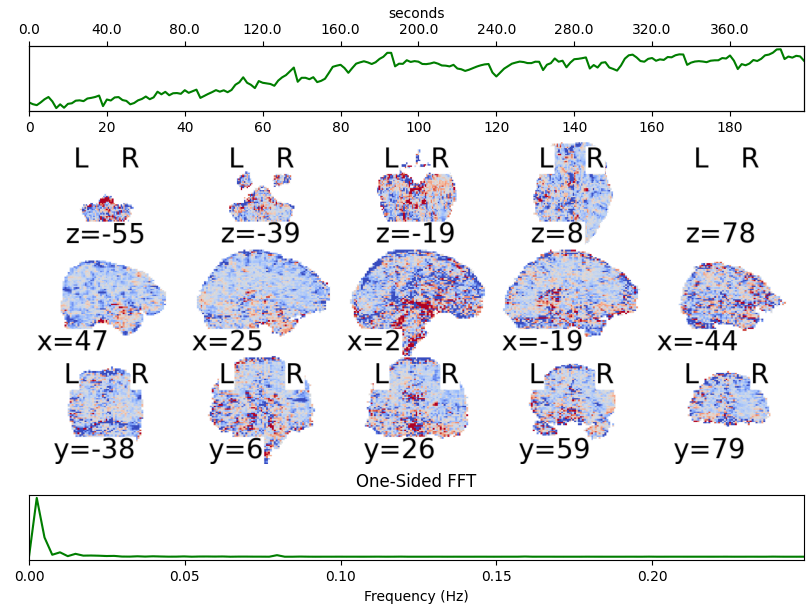 seconds
0.0 40.0 80.0 120.0 160.0 200.0 240.0 280.0 320.0 360.0
0 20 40 60 80 100 120 140 160 180
L R L R L R L R L R
z=-55 z=-39 z=-19 z=8 z=78
x=47 x=25 x=2 x=-19 x=-44
L R L R L R L R L R
y=-38 y=6 y=26 y=59 y=79
One-Sided FFT
0.00 0.05 0.10 0.15 0.20
Frequency (Hz)